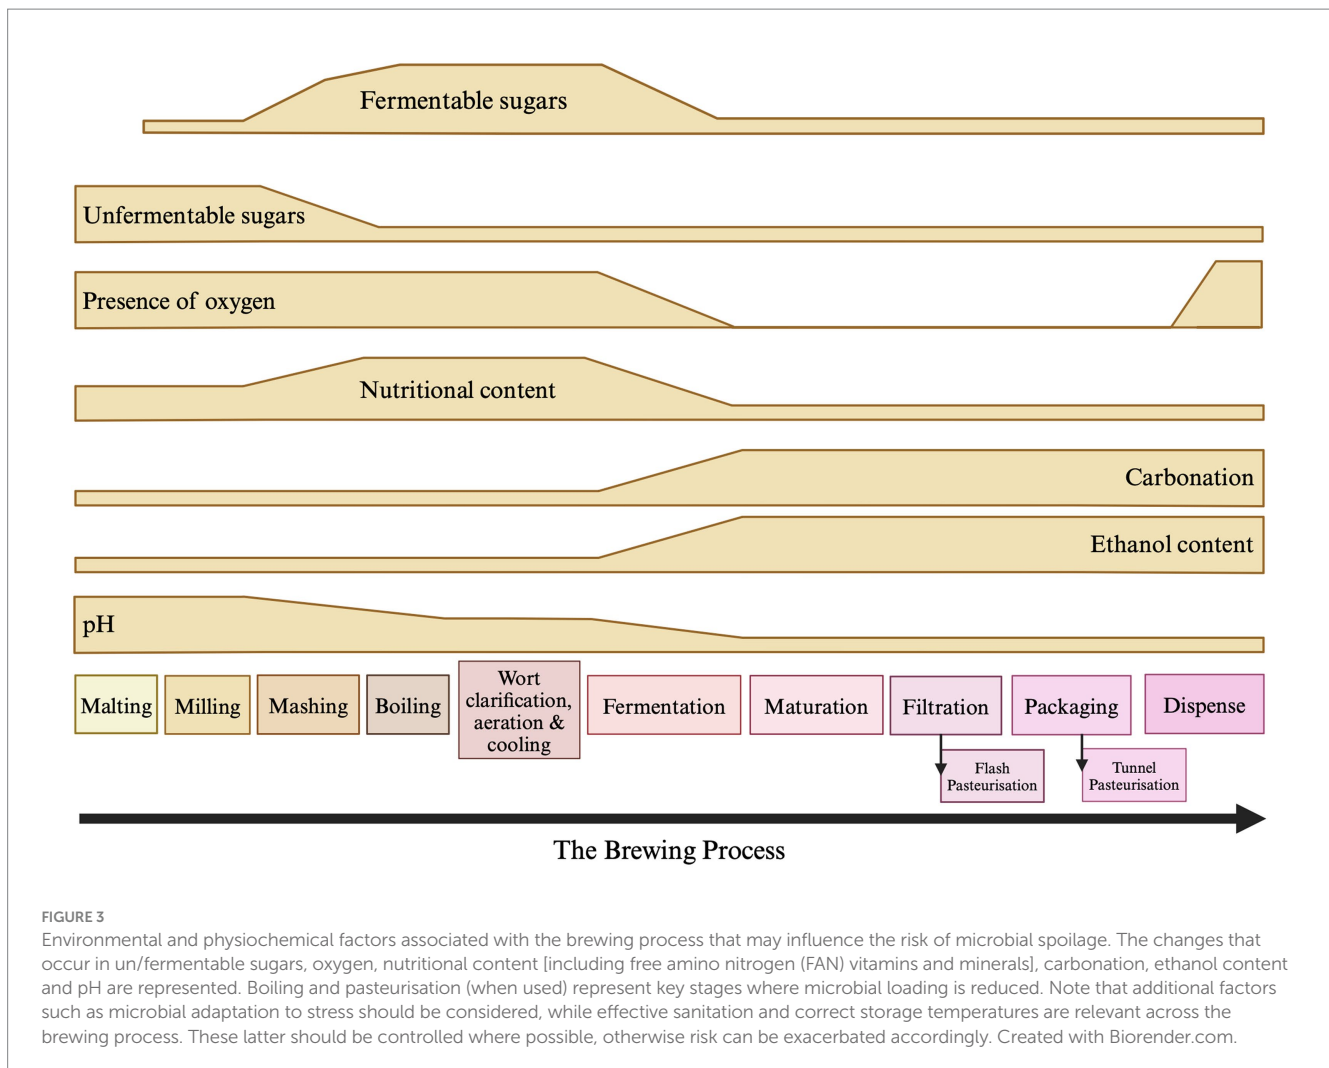 Fermentable sugars
Unfermentable sugars
Presence of oxygen
Nutritional content
Carbonation
Ethanol content
pH
Malting
Milling
Mashing
Boiling
Wort
clarification,
aeration &
cooling
Fermentation
Maturation
Filtration
Packaging
Dispense
Flash
Pasteurisation
Tunnel
Pasteurisation
The Brewing Process
FIGURE 3
Environmental and physiochemical factors associated with the brewing process that may influence the risk of microbial spoilage. The changes that
occur in un/fermentable sugars, oxygen, nutritional content [including free amino nitrogen (FAN) vitamins and minerals], carbonation, ethanol content
and pH are represented. Boiling and pasteurisation (when used) represent key stages where microbial loading is reduced. Note that additional factors
such as microbial adaptation to stress should be considered, while effective sanitation and correct storage temperatures are relevant across the
brewing process. These latter should be controlled where possible, otherwise risk can be exacerbated accordingly. Created with Biorender.com.